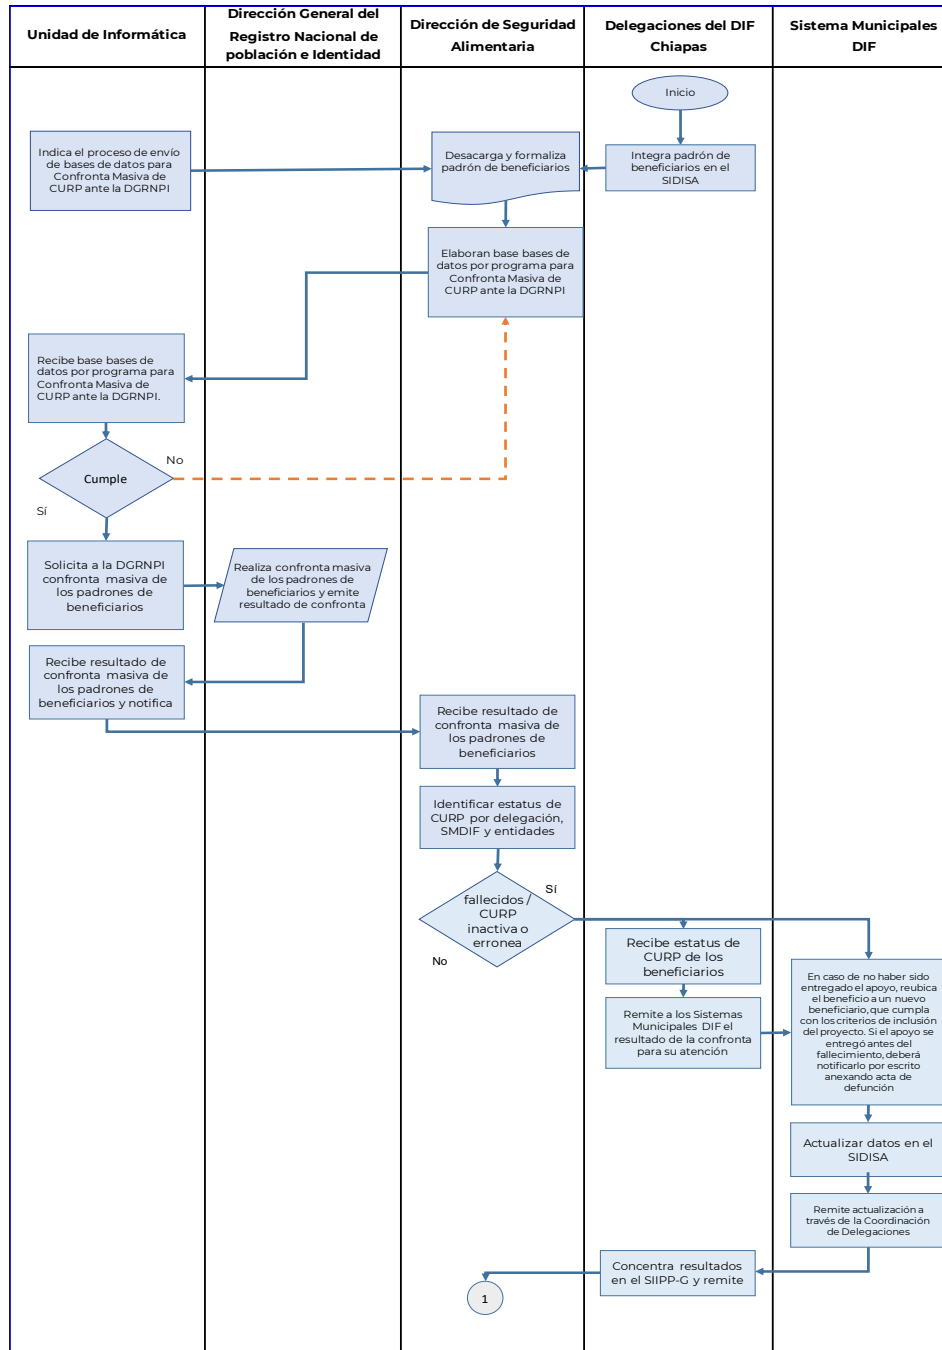 Unidad de Informática
Dirección General del
Registro Nacional de
población e Identidad
Dirección de Seguridad
Alimentaria
Delegaciones del DIF
Chiapas
Sistema Municipales
DIF
Inicio
Indica el proceso de envío
de bases de datos para
Confronta Masiva de
CURP ante la DGRNPI
Desacarga y formaliza
padrón de beneficiarios
Integra padrón de
beneficiarios en el
SIDISA
Elaboran base bases de
datos por programa para
Confronta Masiva de
CURP ante la DGRNPI
Recibe base bases de
datos por programa para
Confronta Masiva de
CURP ante la DGRNPI.
Cumple
No
Sí
Solicita a la DGRNPI
confronta masiva de
los padrones de
beneficiarios
Realiza confronta masiva
de los padrones de
beneficiarios y emite
resultado de confronta
Recibe resultado de
confronta masiva de
los padrones de
beneficiarios y notifica
Recibe resultado de
confronta masiva de
los padrones de
beneficiarios
Identificar estatus de
CURP por delegación,
SMDIF y entidades
fallecidos /
CURP
inactiva o
erronea
Sí
No
Recibe estatus de
CURP de los
beneficiarios
Remite a los Sistemas
Municipales DIF el
resultado de la confronta
para su atención
En caso de no haber sido
entregado el apoyo, reubica
el beneficio a un nuevo
beneficiario, que cumpla
con los criterios de inclusión
del proyecto. Si el apoyo se
entregó antes del
fallecimiento, deberá
notificarlo por escrito
anexando acta de
defunción
Actualizar datos en el
SIDISA
Remite actualización a
través de la Coordinación
de Delegaciones
Concentra resultados
en el SIIPP-G y remite
1